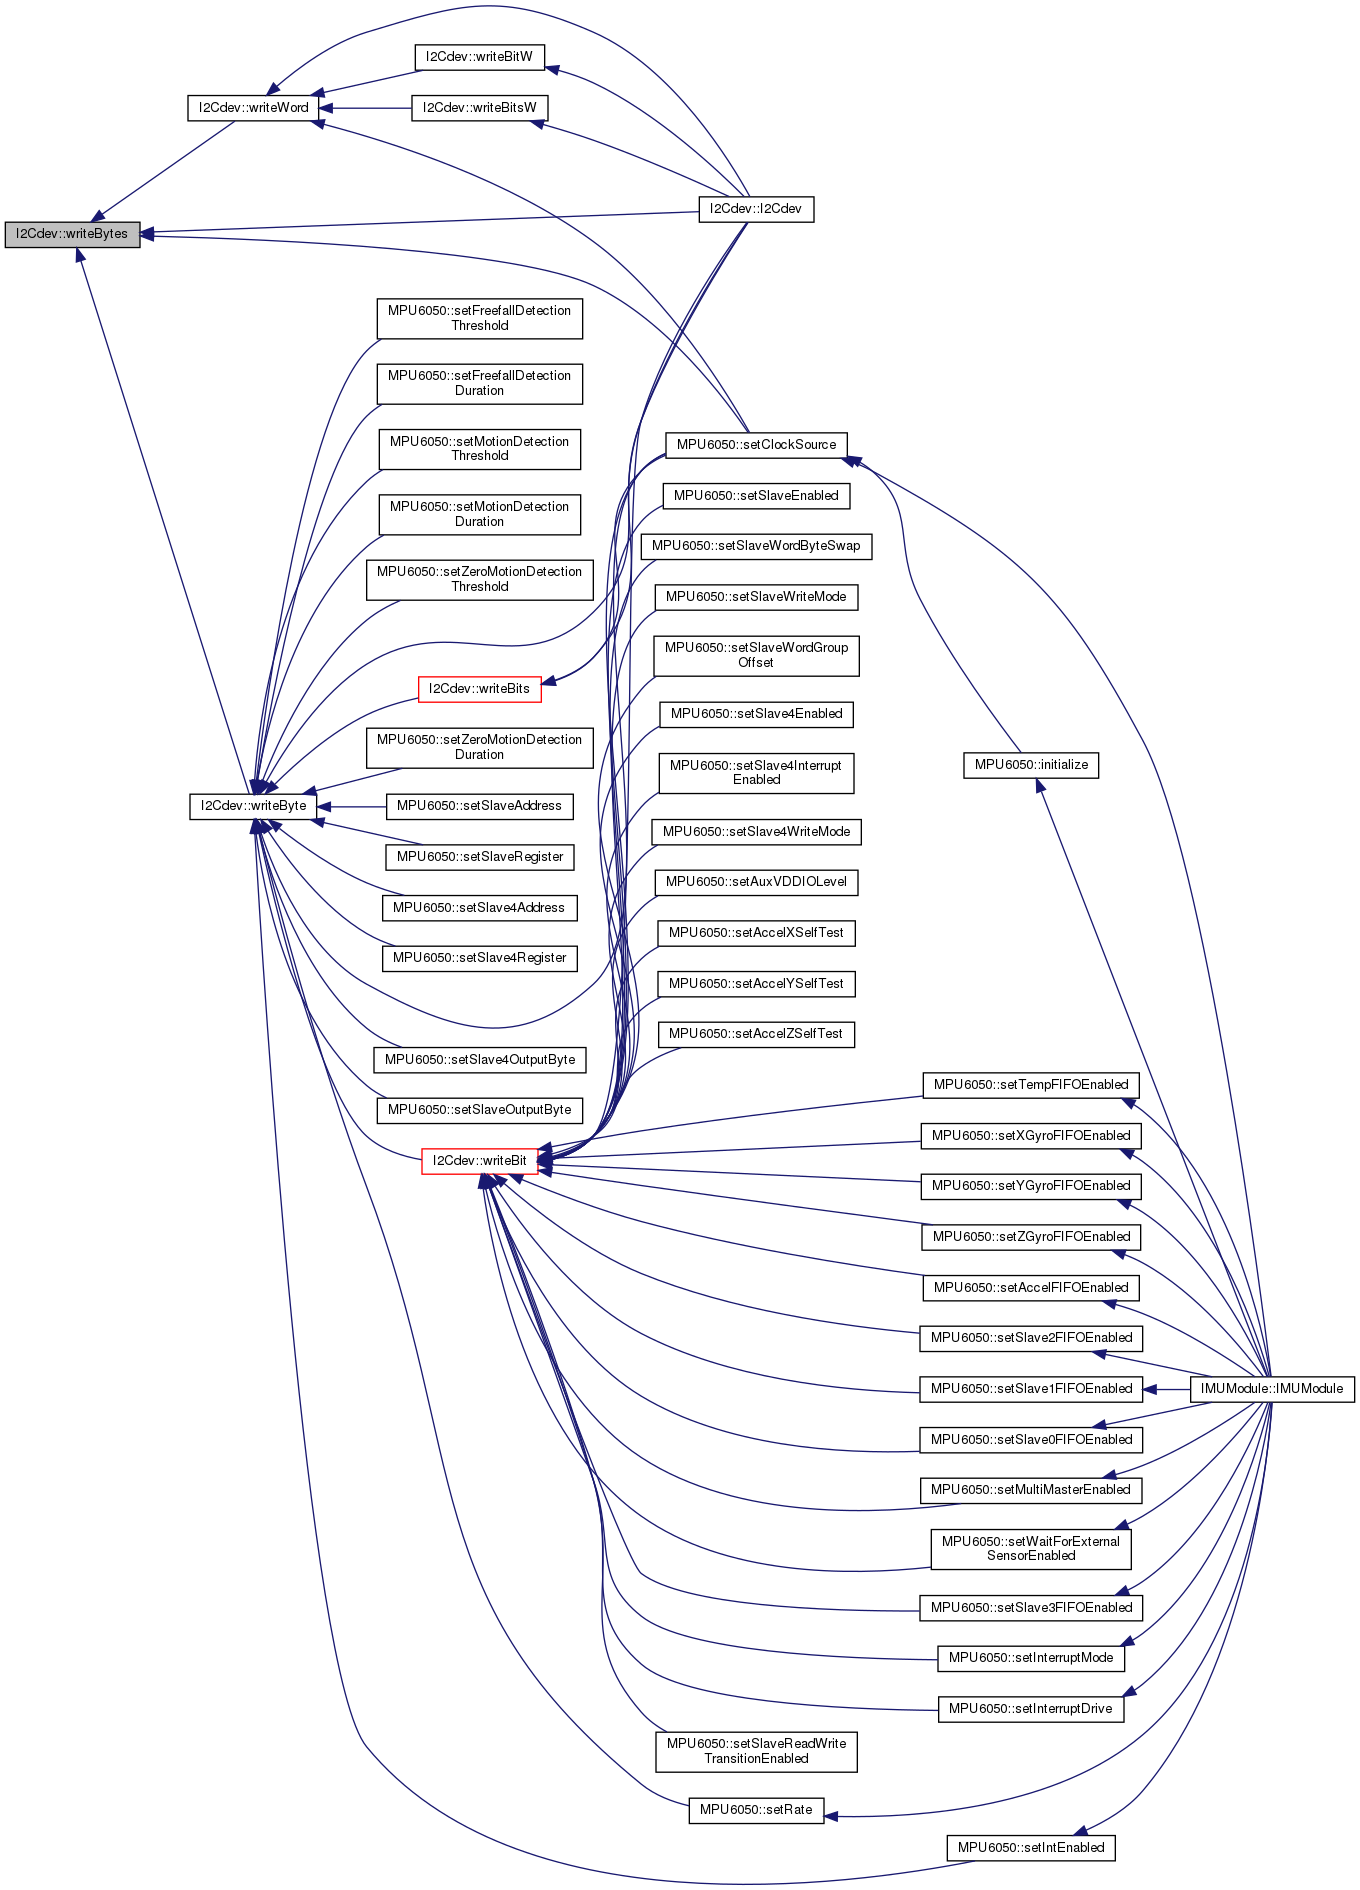 I2Cdev::writeBitW
I2Cdev::writeWord
I2Cdev::writeBitsW
I2Cdev::I2Cdev
I2Cdev::writeBytes
MPU6050::setFreefallDetection
Threshold
MPU6050::setFreefallDetection
Duration
MPU6050::setMotionDetection
Threshold
MPU6050::setClockSource
MPU6050::setSlaveEnabled
MPU6050::setMotionDetection
Duration
MPU6050::setSlaveWordByteSwap
MPU6050::setZeroMotionDetection
Threshold
MPU6050::setSlaveWriteMode
MPU6050::setSlaveWordGroup
Offset
I2Cdev::writeBits
MPU6050::setSlave4Enabled
MPU6050::setZeroMotionDetection
Duration
MPU6050::setSlave4Interrupt
Enabled
MPU6050::initialize
I2Cdev::writeByte
MPU6050::setSlaveAddress
MPU6050::setSlave4WriteMode
MPU6050::setSlaveRegister
MPU6050::setAuxVDDIOLevel
MPU6050::setSlave4Address
MPU6050::setAccelXSelfTest
MPU6050::setSlave4Register
MPU6050::setAccelYSelfTest
MPU6050::setAccelZSelfTest
MPU6050::setSlave4OutputByte
MPU6050::setTempFIFOEnabled
MPU6050::setSlaveOutputByte
MPU6050::setXGyroFIFOEnabled
I2Cdev::writeBit
MPU6050::setYGyroFIFOEnabled
MPU6050::setZGyroFIFOEnabled
MPU6050::setAccelFIFOEnabled
MPU6050::setSlave2FIFOEnabled
MPU6050::setSlave1FIFOEnabled
IMUModule::IMUModule
MPU6050::setSlave0FIFOEnabled
MPU6050::setMultiMasterEnabled
MPU6050::setWaitForExternal
SensorEnabled
MPU6050::setSlave3FIFOEnabled
MPU6050::setInterruptMode
MPU6050::setInterruptDrive
MPU6050::setSlaveReadWrite
TransitionEnabled
MPU6050::setRate
MPU6050::setIntEnabled